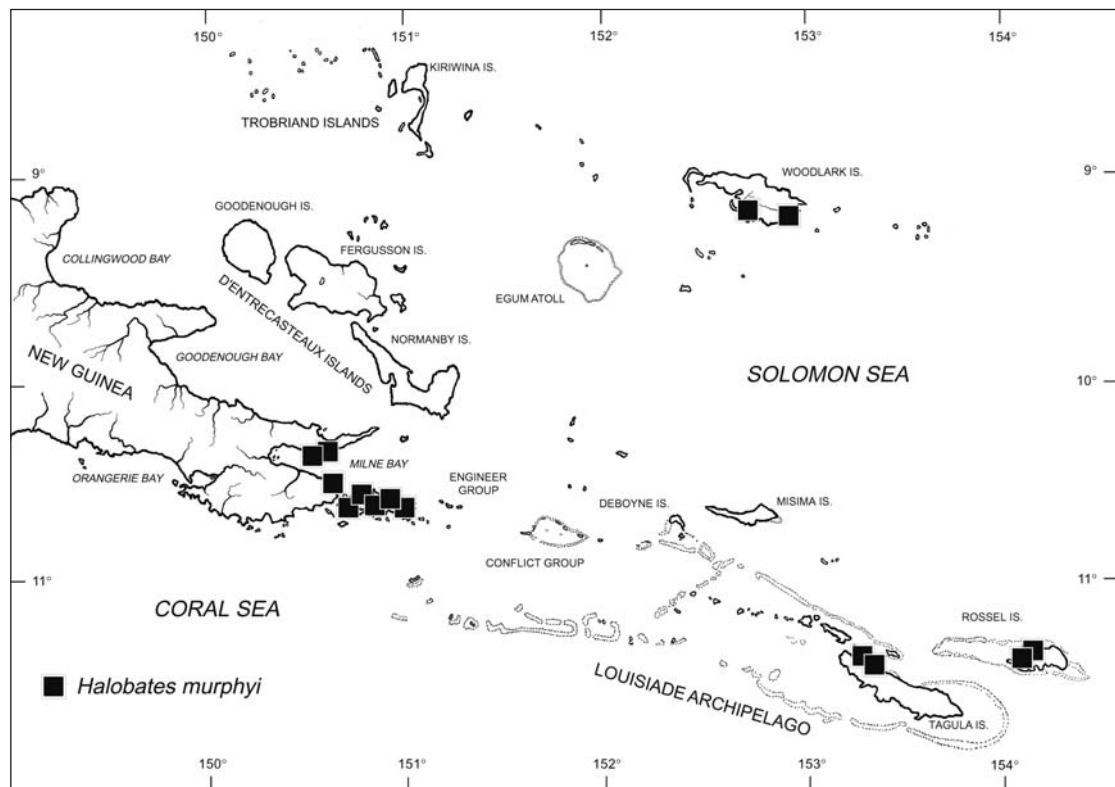 150° 151° 152° 153° 154°
KIRIWINA IS.
TROBRIAND ISLANDS
9° WOODLARK IS. 9°
GOODENOUGH IS.
FERGUSSON IS.
COLLINGWOOD BAY
EGUM ATOLL
D'ENTRECASTEAUX ISLANDS
NORMANBY IS.
GOODENOUGH BAY
NEW GUINEA
SOLOMON SEA
10°
MILNE BAY
ORANGERIE BAY
ENGINEER
GROUP
DEBOYNE IS.
MISIMA IS.
CONFLICT GROUP
11° 11°
CORAL SEA
ROSSEL IS.
LOUISIADE ARCHIPELAGO
Halobates murphyi
TAGULA IS.
150° 151° 152° 153° 154°